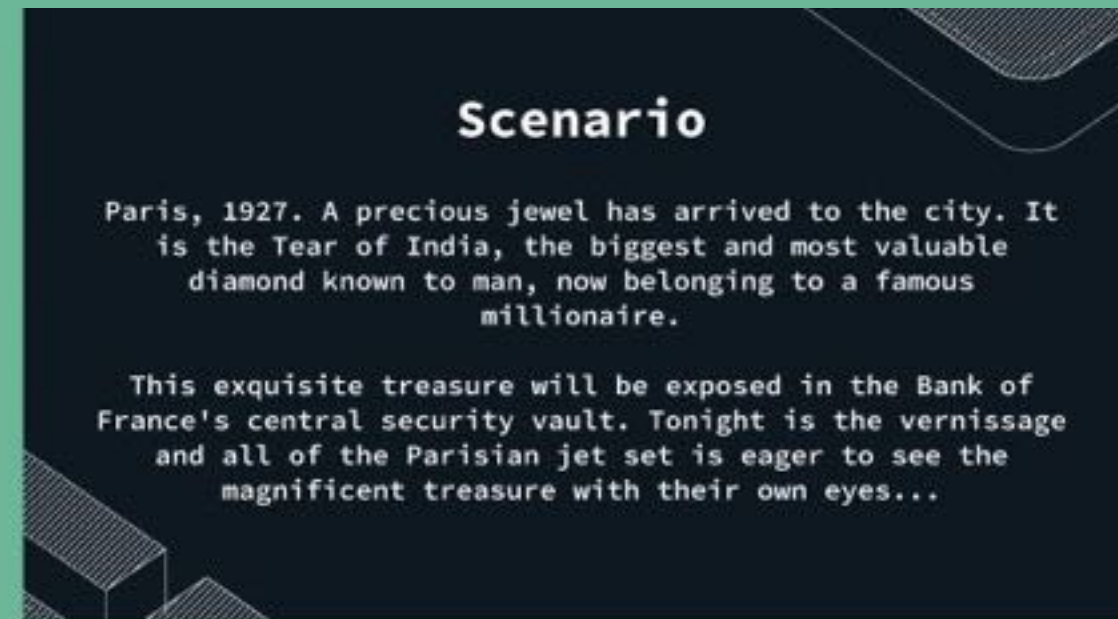 Scenario
Paris, 1927. A precious jewel has arrived to the city. It
is the Tear of India, the biggest and most valuable
diamond known to man, now belonging to a famous
millionaire.
This exquisite treasure will be exposed in the Bank of
France's central security vault. Tonight is the vernissage
and all of the Parisian jet set is eager to see the
magnificent treasure with their own eyes...